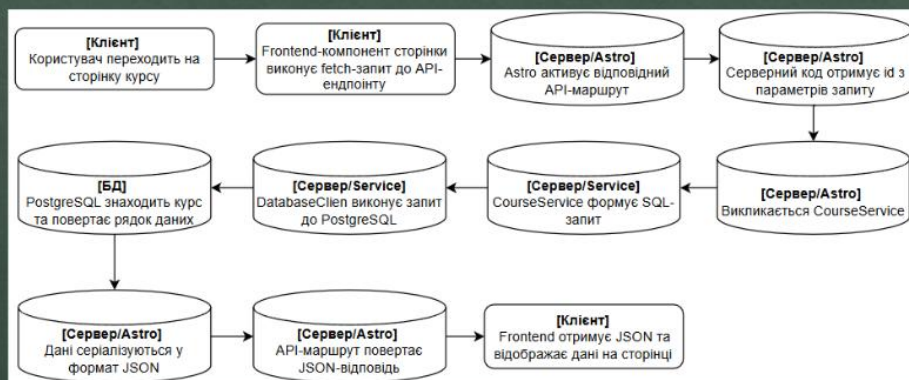 [Клієнт]
Користувач переходить на
сторінку курсу
[Клієнт]
Frontend-компонент сторінки
виконує fetch-запит до API-
ендпоінту
[Сервер/Astro]
Astro активує відповідний
API-маршрут
[Сервер/Astro]
Серверний код отримує id з
параметрів запиту
[Сервер/Astro]
Викликається CourseService
[Сервер/Service]
CourseService формує SQL-
запит
[Сервер/Service]
DatabaseClien виконує запит
до PostgreSQL
[БД]
PostgreSQL знаходить курс
та повертає рядок даних
[Сервер/Astro]
Дані серіалізуються у
формат JSON
[Сервер/Astro]
API-маршрут повертає
JSON-відповідь
[Клієнт]
Frontend отримує JSON та
відображає дані на сторінці